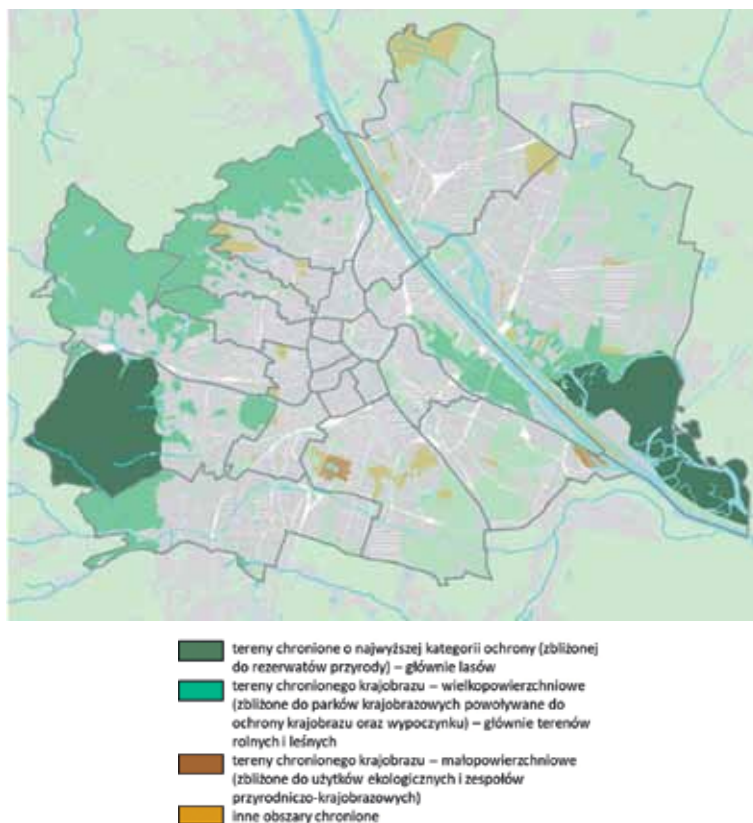 tereny chronione o najwyższej kategorii ochrony (zbliżonej
do rezerwatów przyrody) – głównie lasów
tereny chronionego krajobrazu – wielkopowierzchniowe
(zbliżone do parków krajobrazowych powoływane do
ochrony krajobrazu oraz wypoczynku) – głównie terenów
rolnych i leśnych
tereny chronionego krajobrazu – małopowierzchniowe
(zbliżone do użytków ekologicznych i zespołów
przyrodniczo-krajobrazowych)
inne obszary chronione